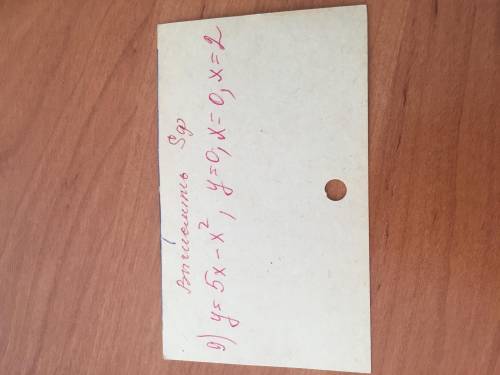 Вычислить Sф
9) y = 5x - x², y = 0, x = 0, x = 2